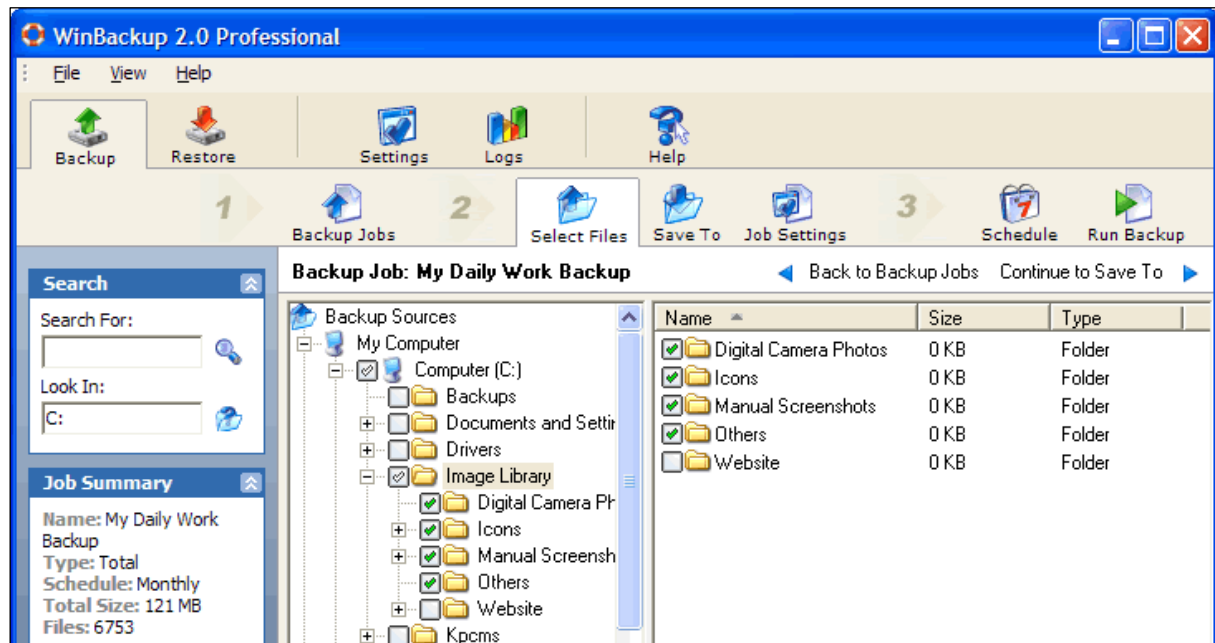 WinBackup 2.0 Professional
File View Help
Backup Restore Settings Logs Help
1 Backup Jobs 2 Select Files Save To Job Settings 3 Schedule Run Backup
Search
Search For:
Look In:
C:
Job Summary
Name: My Daily Work
Backup
Type: Total
Schedule: Monthly
Total Size: 121 MB
Files: 6753
Backup Job: My Daily Work Backup Back to Backup Jobs Continue to Save To
Backup Sources
My Computer
Computer (C:)
Backups
Documents and Settin
Drivers
Image Library
Digital Camera Ph
Icons
Manual Screensh
Others
Website
Kpcms
Name Size Type
Digital Camera Photos 0 KB Folder
Icons 0 KB Folder
Manual Screenshots 0 KB Folder
Others 0 KB Folder
Website 0 KB Folder